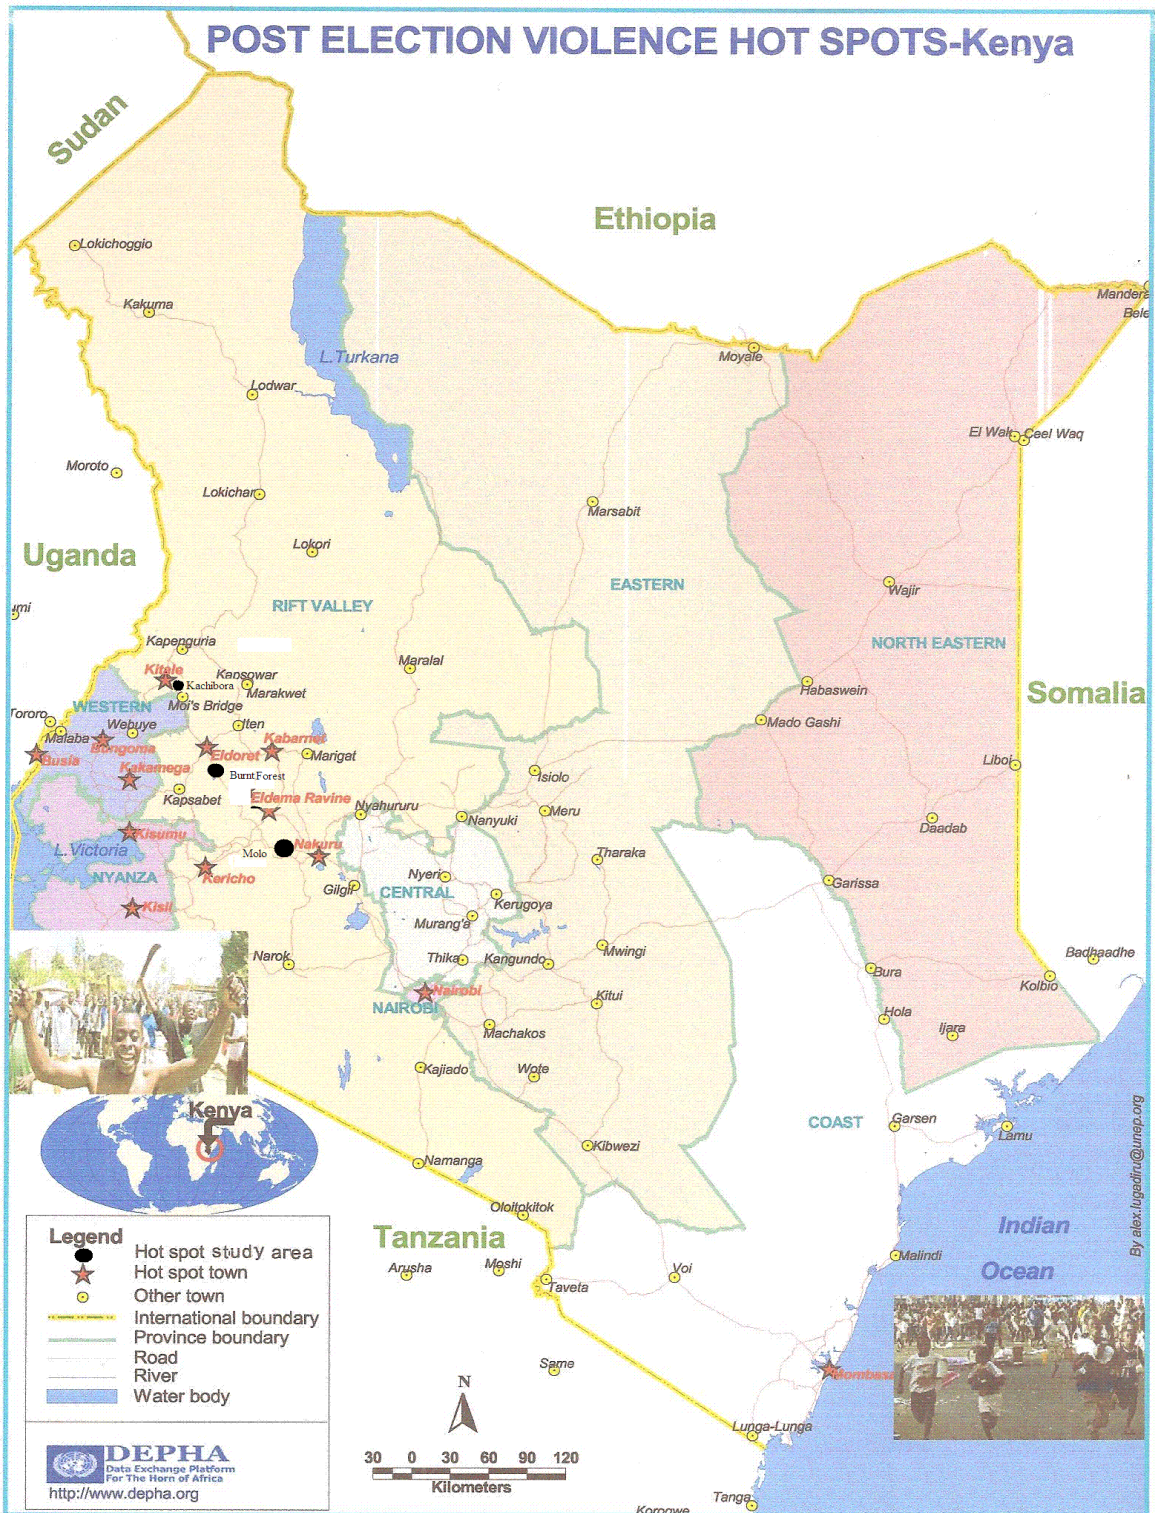 POST ELECTION VIOLENCE HOT SPOTS-Kenya
Sudan
Ethiopia
Lokichoggio
Mandera
Kakuma
Bele
L.Turkana
Moyale
Lodwar
El Wak
Ceel Waq
Moroto
Lokichar
Marsabit
Lokori
Uganda
EASTERN
Wajir
RIFT VALLEY
NORTH EASTERN
Kapenguria
Maralal
Kitale
Kapsowar
Kachibora
Marakwet
Habaswein
Somalia
WESTERN
Moi's Bridge
Tororo
Webuye
Iten
Mado Gashi
Malaba
Bungoma
Kabarnet
Eldoret
Marigat
Busia
Liboi
Kakamega
Burnt Forest
Isiolo
Kapsabet
Eldema Ravine
Nyahururu
Meru
Nanyuki
Daadab
Kisumu
L.Victoria
Molo
Nakuru
Tharaka
NYANZA
Kericho
Nyeri
Gilgil
CENTRAL
Garissa
Kisii
Kerugoya
Murang'a
Narok
Thika
Kangundo
Mwingi
Badhaadhe
Bura
Kolbio
Nairobi
NAIROBI
Kitui
Hola
Machakos
Ijara
Kajiado
Wote
Kenya
COAST
Garsen
Lamu
Kibwezi
Namanga
Oloitokitok
Indian
Ocean
By alex.lugadiru@unep.org
Tanzania
Malindi
Arusha
Moshi
Voi
Taveta
Same
Mombasa
Lunga-Lunga
Tanga
Korogwe
Legend
Hot spot study area
Hot spot town
Other town
International boundary
Province boundary
Road
River
Water body
DEPHA
Data Exchange Platform
For The Horn of Africa
http://www.depha.org
N
30 0 30 60 90 120
Kilometers